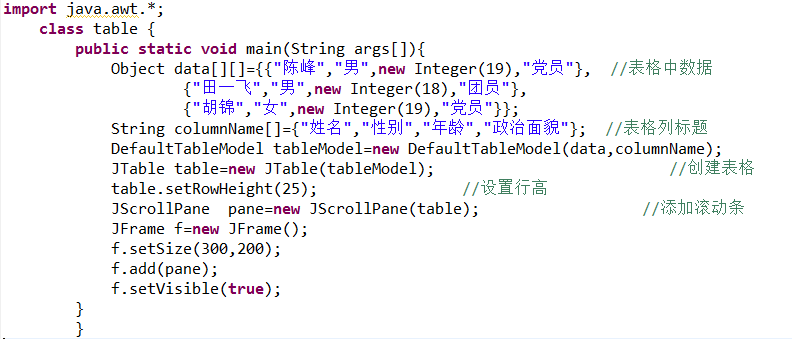 import java.awt.*;
class table {
public static void main(String args[]){
Object data[][]={{"陈峰","男",new Integer(19),"党员"}, //表格中数据
{"田一飞","男",new Integer(18),"团员"},
{"胡锦","女",new Integer(19),"党员"}};
String columnName[]={"姓名","性别","年龄","政治面貌"}; //表格列标题
DefaultTableModel tableModel=new DefaultTableModel(data,columnName);
JTable table=new JTable(tableModel); //创建表格
table.setRowHeight(25); //设置行高
JScrollPane pane=new JScrollPane(table); //添加滚动条
JFrame f=new JFrame();
f.setSize(300,200);
f.add(pane);
f.setVisible(true);
}
}